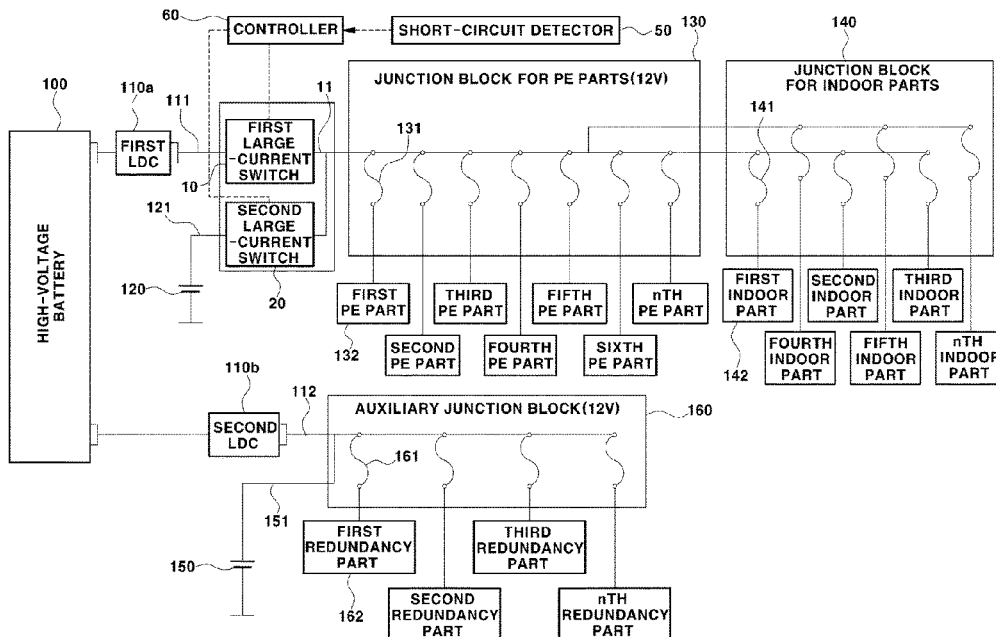 60
CONTROLLER
SHORT-CIRCUIT DETECTOR
50
130
140
JUNCTION BLOCK FOR PE PARTS(12V)
JUNCTION BLOCK
FOR INDOOR PARTS
100
110a
111
11
131
141
FIRST
LDC
FIRST
LARGE
-CURRENT
SWITCH
10
121
SECOND
LARGE
-CURRENT
SWITCH
120
20
HIGH-VOLTAGE
BATTERY
FIRST
PE PART
THIRD
PE PART
FIFTH
PE PART
nTH
PE PART
132
SECOND
PE PART
FOURTH
PE PART
SIXTH
PE PART
FIRST
INDOOR PART
SECOND
INDOOR PART
THIRD
INDOOR PART
142
FOURTH
INDOOR PART
FIFTH
INDOOR PART
nTH INDOOR
PART
110b
112
AUXILIARY JUNCTION BLOCK(12V)
160
SECOND
LDC
161
151
150
FIRST
REDUNDANCY
PART
THIRD
REDUNDANCY
PART
162
SECOND
REDUNDANCY
PART
nTH
REDUNDANCY
PART